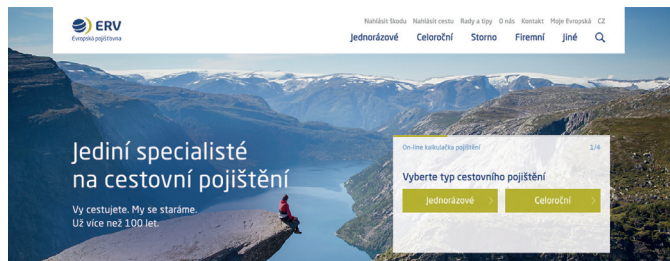 ERV
Evropská pojišťovna
Nahlásit škodu Nahlásit cestu Rady a tipy O nás Kontakt Moje Evropská CZ
Jednorázové Celoroční Storno Firemní Jiné
Jediní specialisté
na cestovní pojištění
Vy cestujete. My se staráme.
Už více než 100 let.
On-line kalkulačka pojištění 1/4
Vyberte typ cestovního pojištění
Jednorázové Celoroční